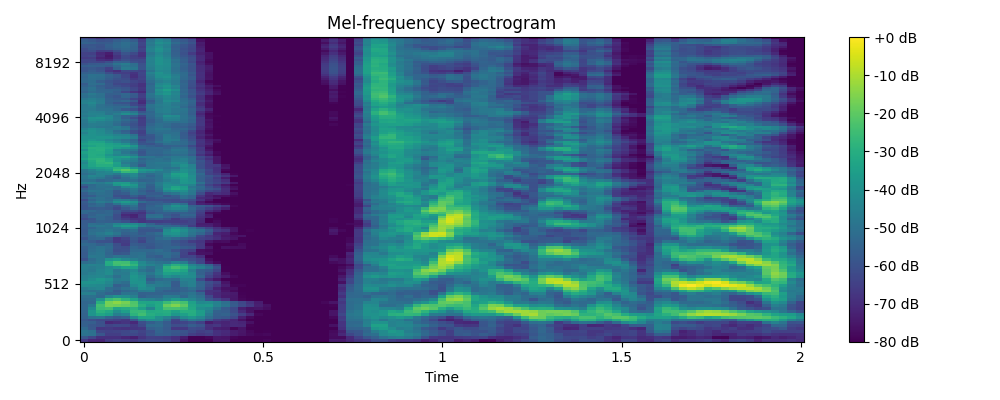 Mel-frequency spectrogram
Hz
8192
4096
2048
1024
512
0
0
0.5
1
1.5
2
Time
+0 dB
-10 dB
-20 dB
-30 dB
-40 dB
-50 dB
-60 dB
-70 dB
-80 dB